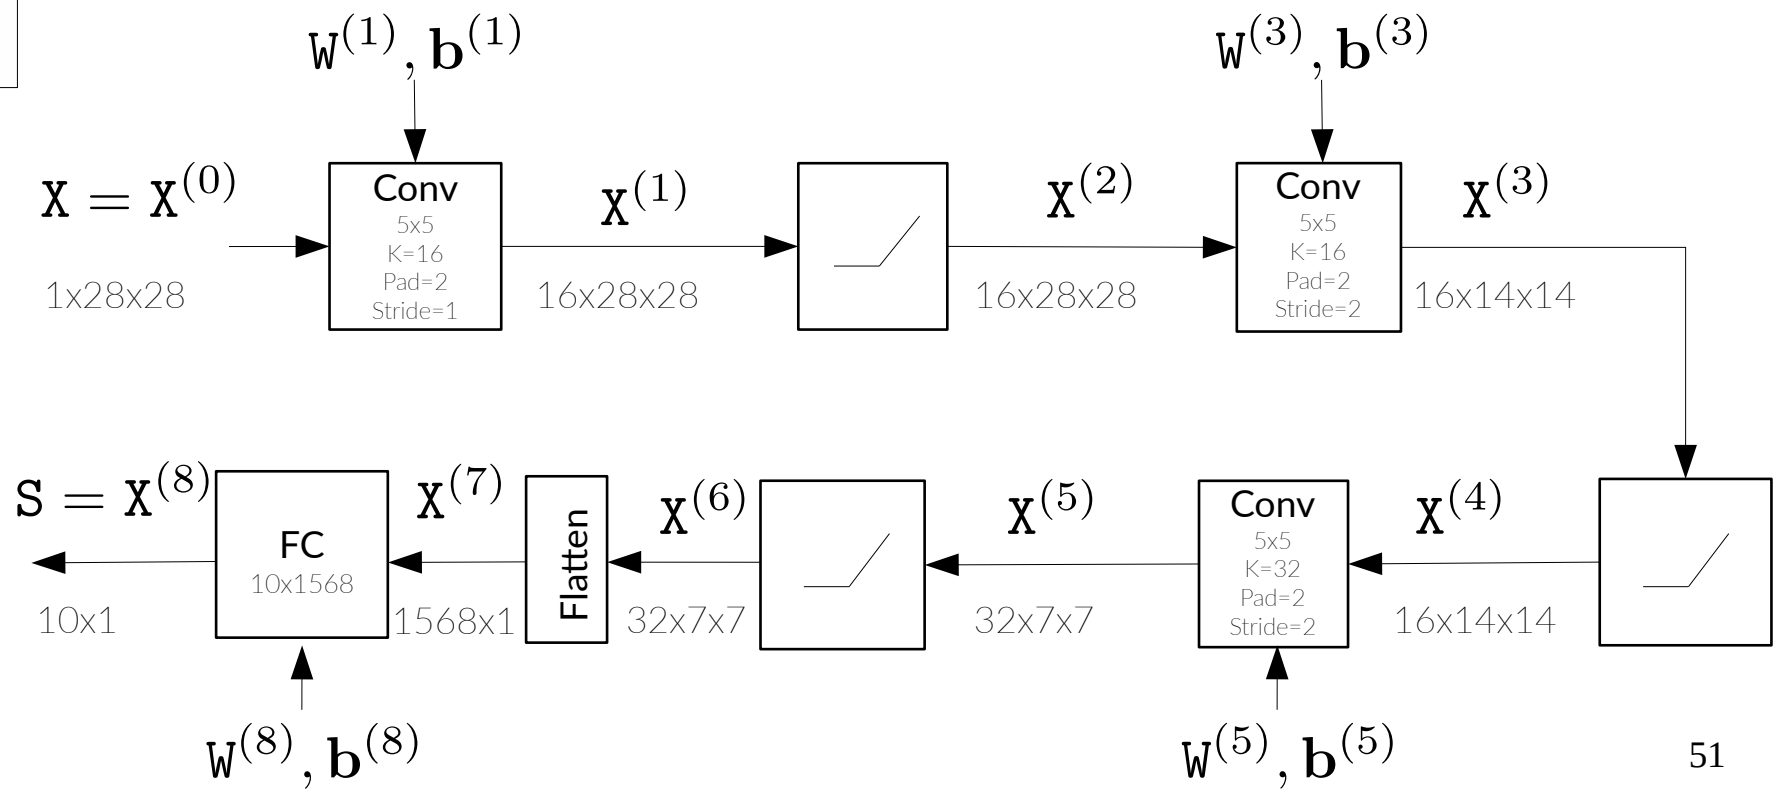 W^(1), b^(1)
W^(3), b^(3)
X = X^(0)
1x28x28
Conv
5x5
K=16
Pad=2
Stride=1
X^(1)
16x28x28
X^(2)
16x28x28
Conv
5x5
K=16
Pad=2
Stride=2
X^(3)
16x14x14
X^(4)
16x14x14
Conv
5x5
K=32
Pad=2
Stride=2
W^(5), b^(5)
X^(5)
32x7x7
X^(6)
32x7x7
Flatten
X^(7)
1568x1
FC
10x1568
W^(8), b^(8)
S = X^(8)
10x1
51